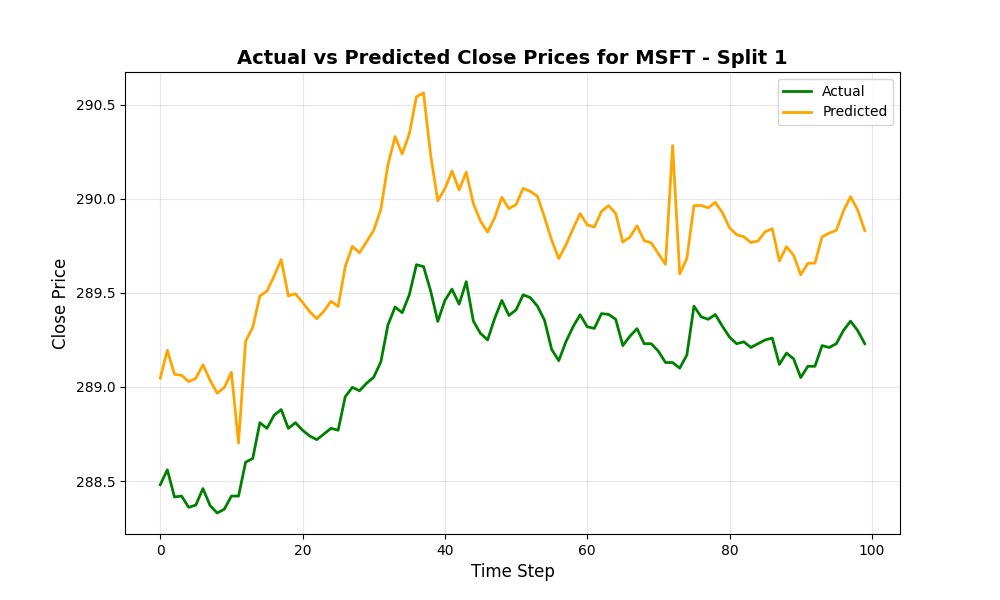 Actual vs Predicted Close Prices for MSFT - Split 1
Actual
Predicted
Close Price
290.5
290.0
289.5
289.0
288.5
0 20 40 60 80 100
Time Step